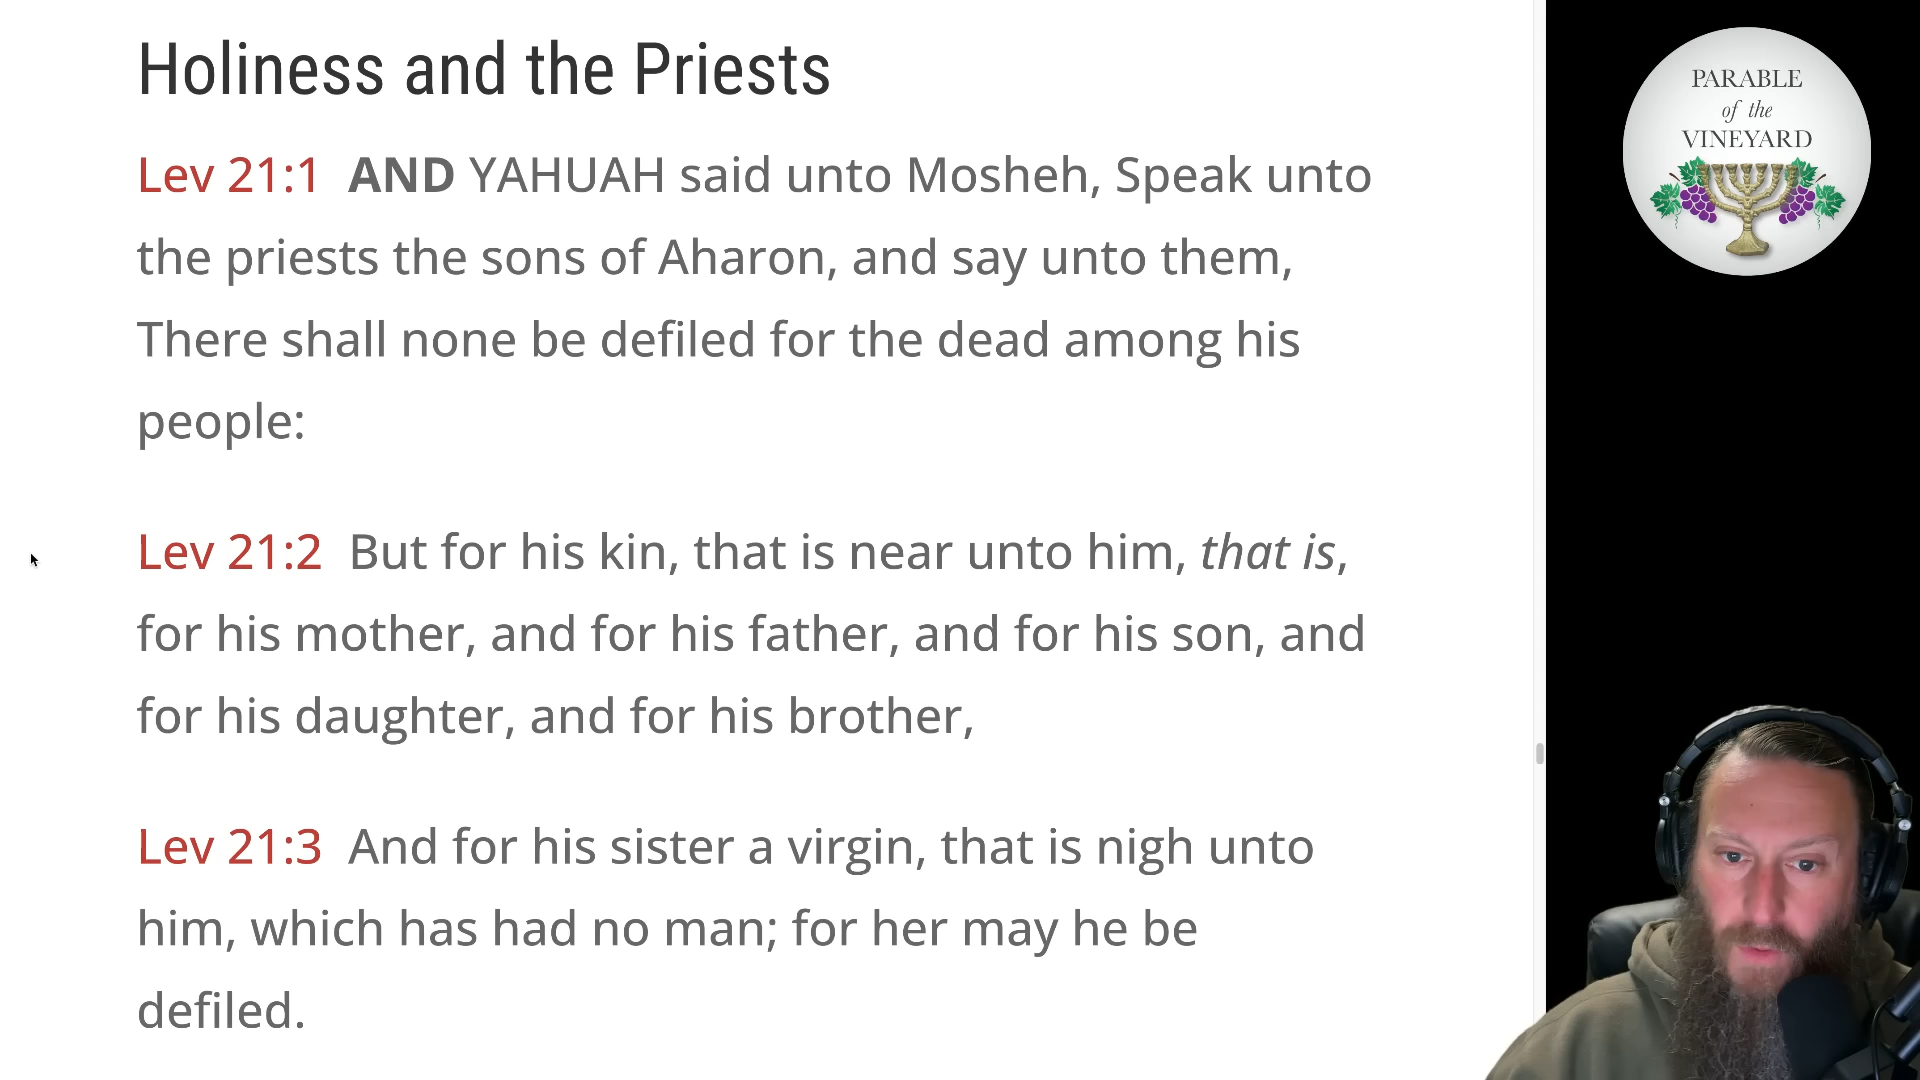 Holiness and the Priests
Lev 21:1 AND YAHUAH said unto Mosheh, Speak unto
the priests the sons of Aharon, and say unto them,
There shall none be defiled for the dead among his
people:
Lev 21:2 But for his kin, that is near unto him, that is,
for his mother, and for his father, and for his son, and
for his daughter, and for his brother,
Lev 21:3 And for his sister a virgin, that is nigh unto
him, which has had no man; for her may he be
defiled.
PARABLE
of the
VINEYARD